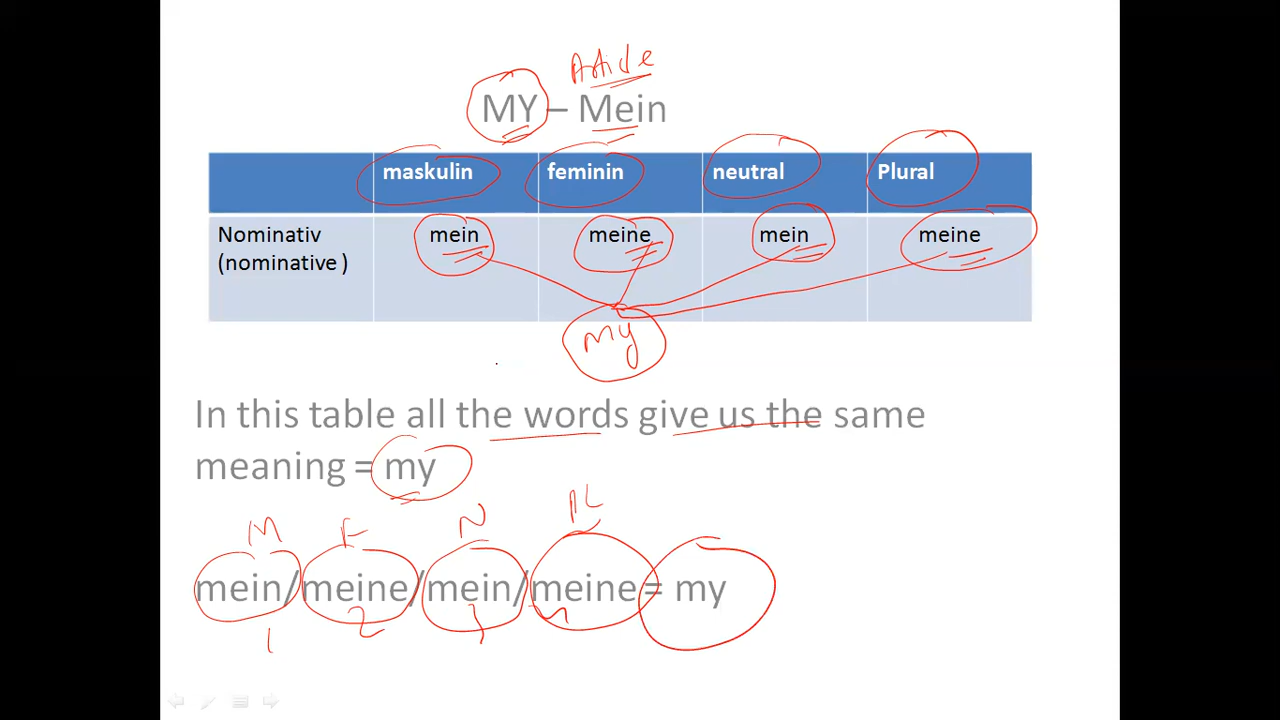 Article
MY – Mein
maskulin feminin neutral Plural
Nominativ mein meine mein meine
(nominative )
my
In this table all the words give us the same
meaning = my
M F N PL
mein/meine/mein/meine= my
1 2 3